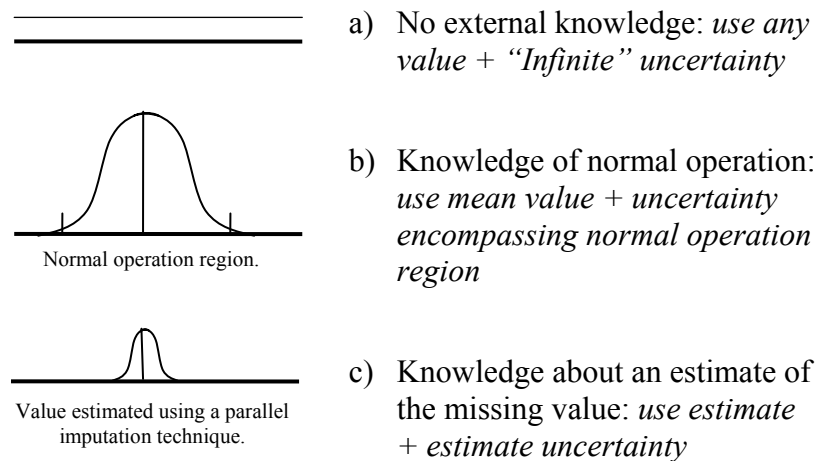 a) No external knowledge: use any
value + “Infinite” uncertainty
b) Knowledge of normal operation:
use mean value + uncertainty
encompassing normal operation
region
Normal operation region.
c) Knowledge about an estimate of
the missing value: use estimate
+ estimate uncertainty
Value estimated using a parallel
imputation technique.